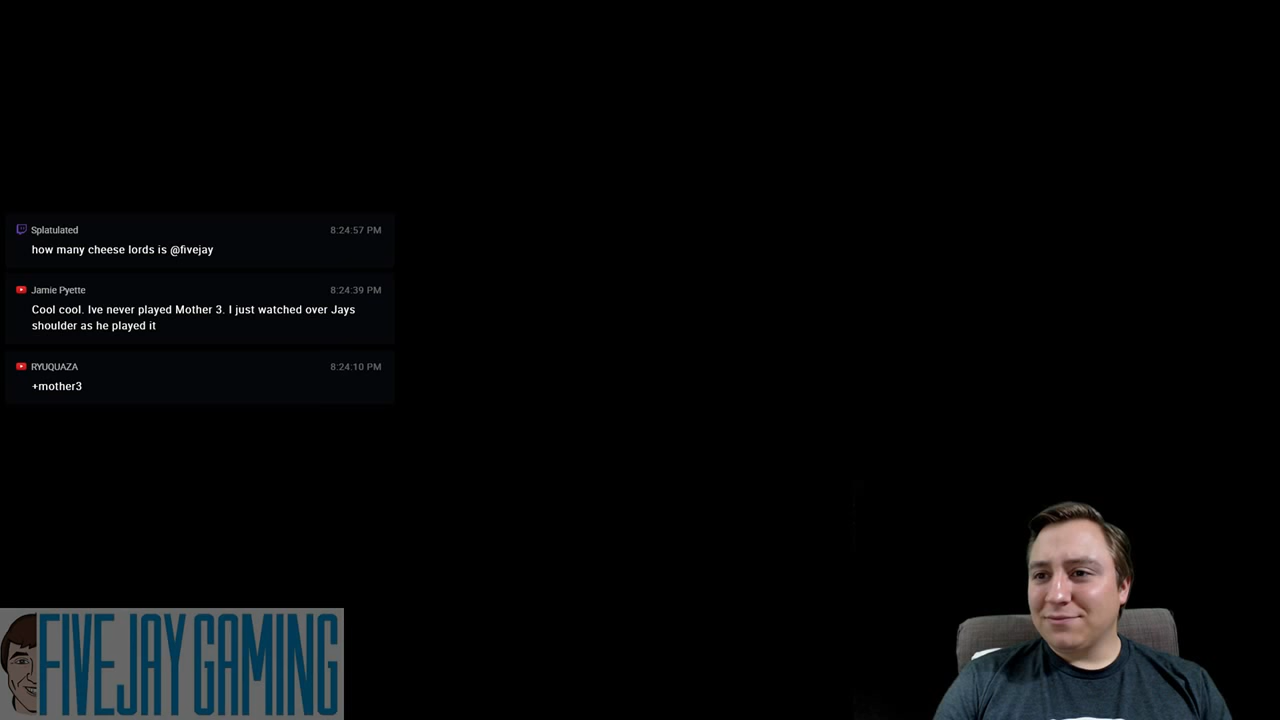 Splatulated 8:24:57 PM
how many cheese lords is @fivejay
Jamie Pyette 8:24:39 PM
Cool cool. Ive never played Mother 3. I just watched over Jays
shoulder as he played it
RYUQUAZA 8:24:10 PM
+mother3
FIVEJAYGAMING